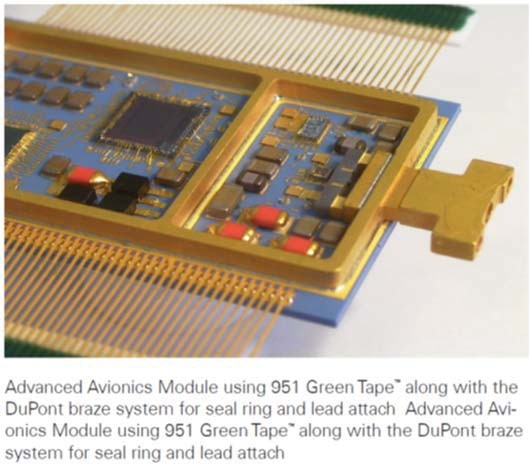 Advanced Avionics Module using 951 Green Tape™ along with the
DuPont braze system for seal ring and lead attach  Advanced Avi-
onics Module using 951 Green Tape™ along with the DuPont braze
system for seal ring and lead attach